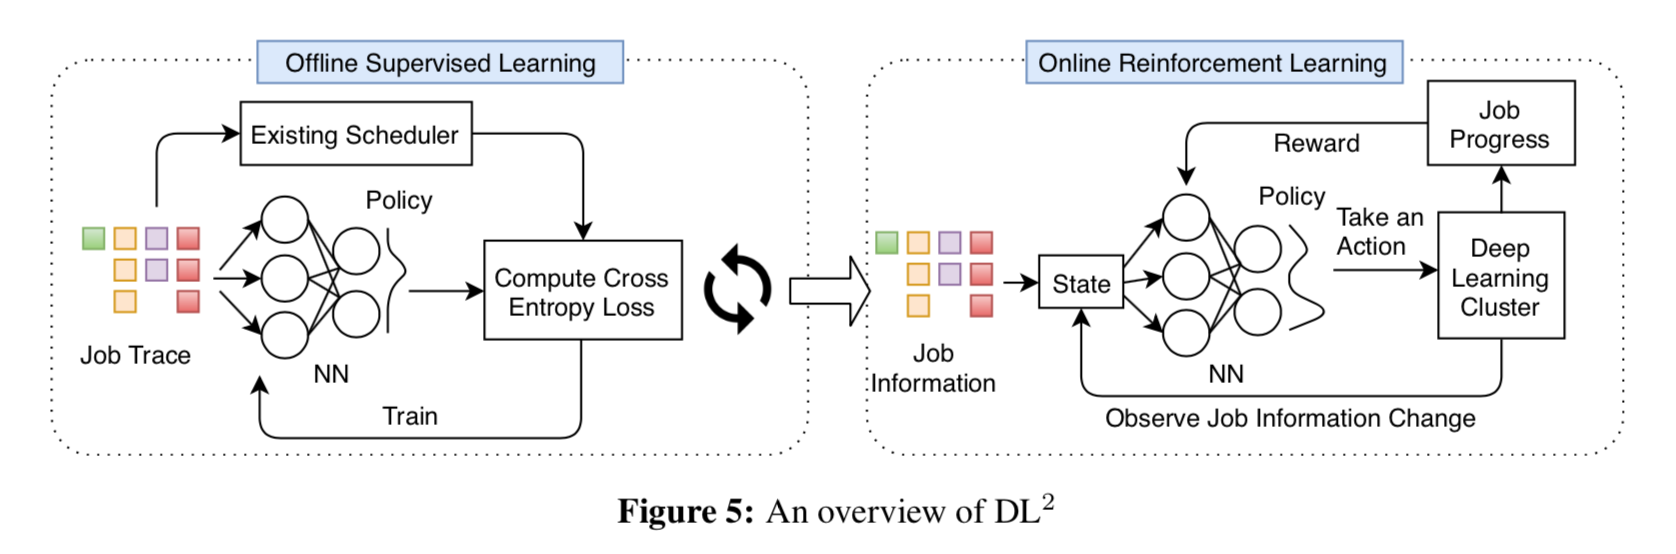 Offline Supervised Learning
Existing Scheduler
Policy
Compute Cross
Entropy Loss
Job Trace
NN
Train
Online Reinforcement Learning
Job
Progress
Reward
Policy
Take an
Action
Deep
Learning
Cluster
State
Job
Information
NN
Observe Job Information Change
Figure 5: An overview of DL²